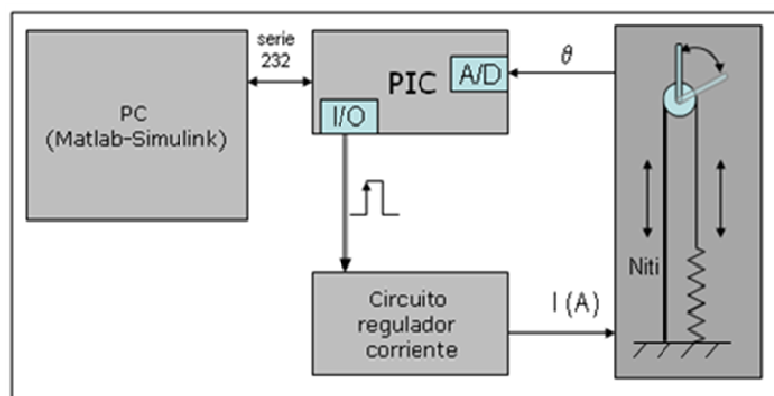 serie
232
PC
(Matlab-Simulink)
PIC
A/D
I/O
θ
Niti
Circuito
regulador
corriente
I (A)